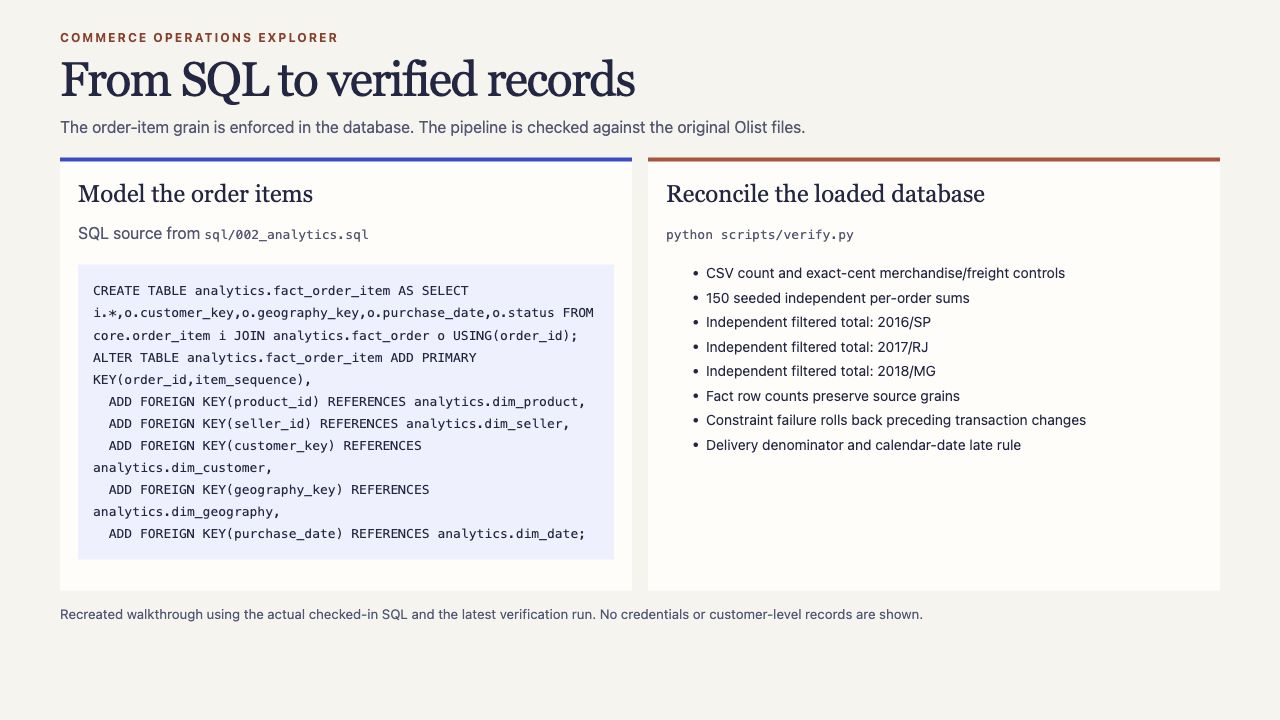 COMMERCE OPERATIONS EXPLORER
From SQL to verified records
The order-item grain is enforced in the database. The pipeline is checked against the original Olist files.
Model the order items
SQL source from sql/002_analytics.sql
CREATE TABLE analytics.fact_order_item AS SELECT
i.*,o.customer_key,o.geography_key,o.purchase_date,o.status FROM
core.order_item i JOIN analytics.fact_order o USING(order_id);
ALTER TABLE analytics.fact_order_item ADD PRIMARY
KEY(order_id,item_sequence),
  ADD FOREIGN KEY(product_id) REFERENCES analytics.dim_product,
  ADD FOREIGN KEY(seller_id) REFERENCES analytics.dim_seller,
  ADD FOREIGN KEY(customer_key) REFERENCES
analytics.dim_customer,
  ADD FOREIGN KEY(geography_key) REFERENCES
analytics.dim_geography,
  ADD FOREIGN KEY(purchase_date) REFERENCES analytics.dim_date;
Reconcile the loaded database
python scripts/verify.py
• CSV count and exact-cent merchandise/freight controls
• 150 seeded independent per-order sums
• Independent filtered total: 2016/SP
• Independent filtered total: 2017/RJ
• Independent filtered total: 2018/MG
• Fact row counts preserve source grains
• Constraint failure rolls back preceding transaction changes
• Delivery denominator and calendar-date late rule
Recreated walkthrough using the actual checked-in SQL and the latest verification run. No credentials or customer-level records are shown.